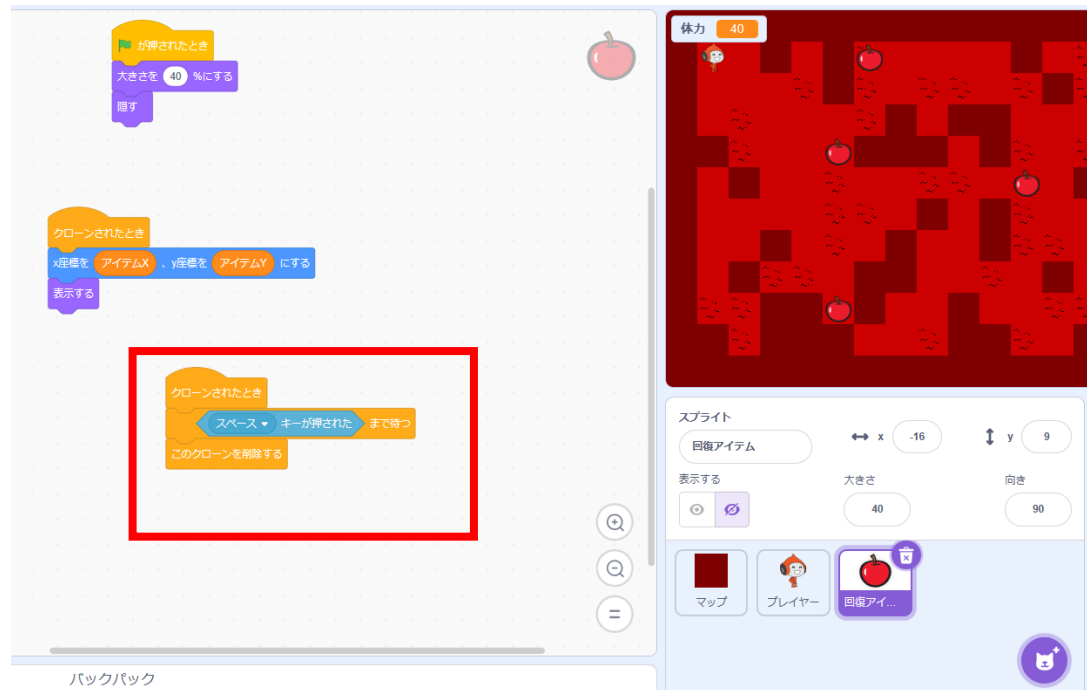 が押されたとき
大きさを 40 %にする
隠す
クローンされたとき
x座標を アイテムX 、y座標を アイテムY にする
表示する
クローンされたとき
スペース キーが押された まで待つ
このクローンを削除する
バックパック
体力 40
スプライト
回復アイテム
x -16
y 9
表示する
大きさ
向き
40
90
マップ
プレイヤー
回復アイ...